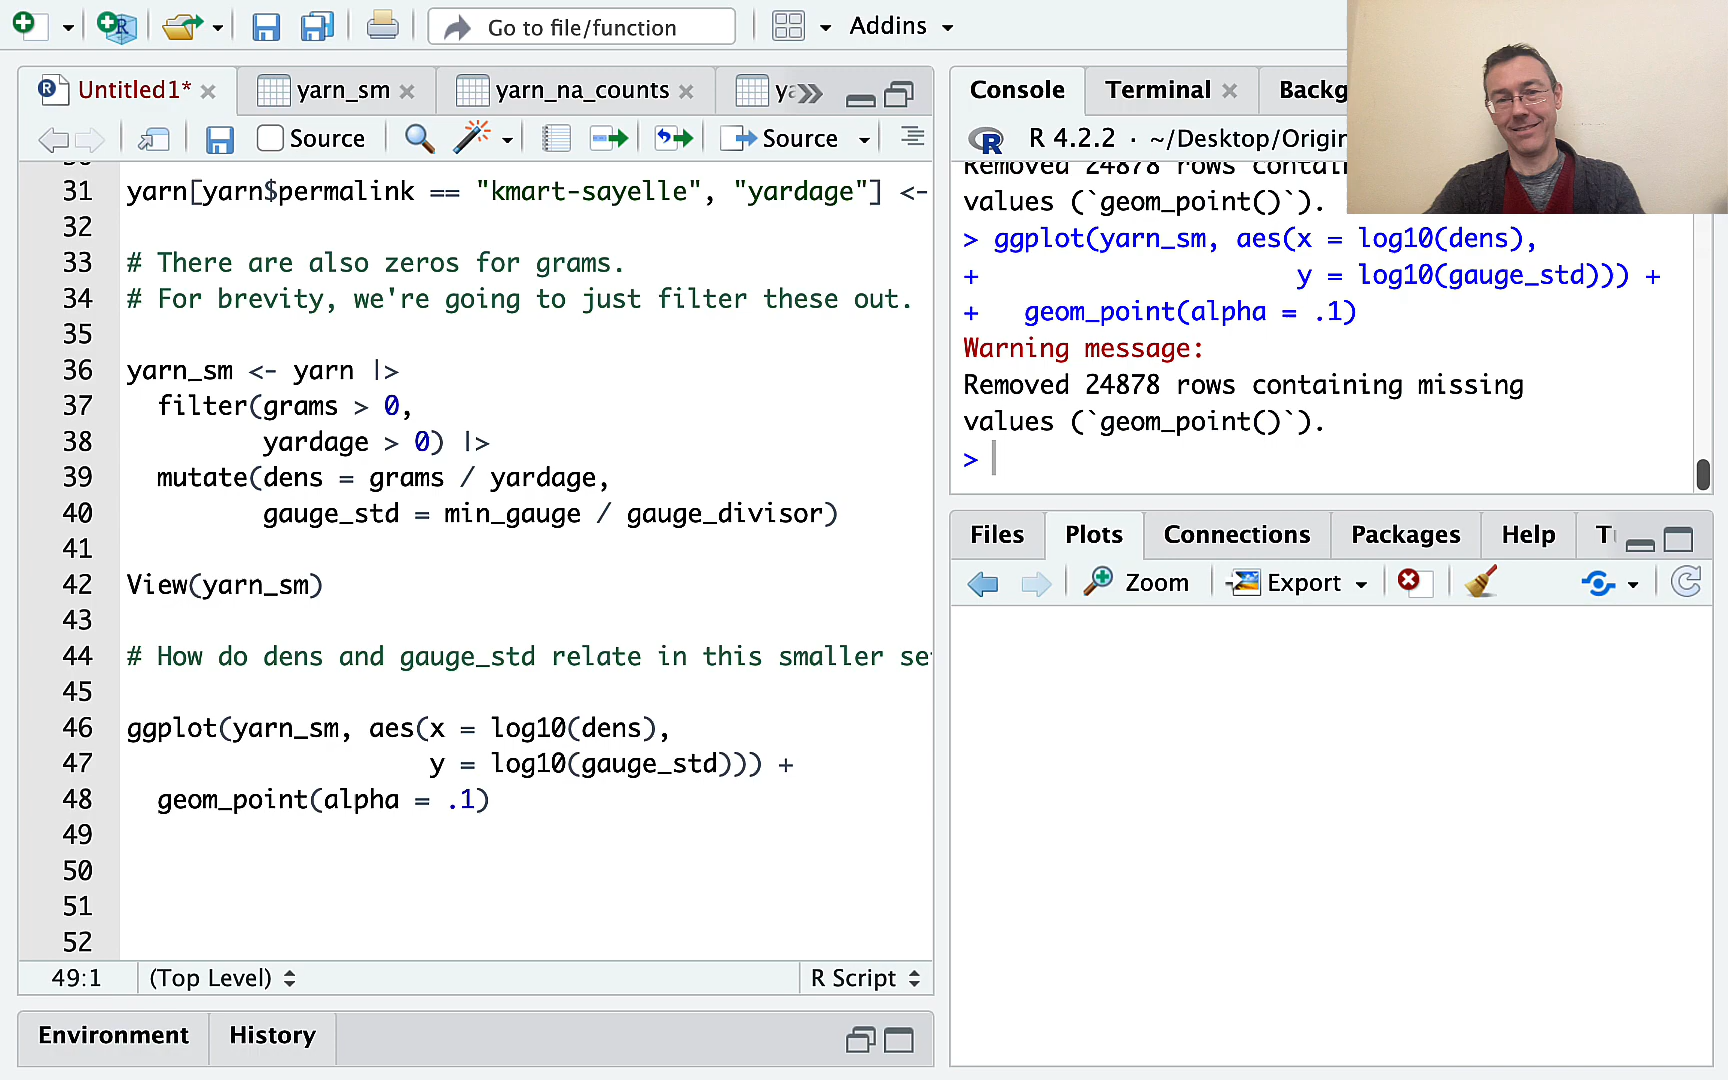 Go to file/function
Addins
Untitled1*
yarn_sm
yarn_na_counts
Source
Source
31 yarn[yarn$permalink == "kmart-sayelle", "yardage"] <-
32
33 # There are also zeros for grams.
34 # For brevity, we're going to just filter these out.
35
36 yarn_sm <- yarn |>
37 filter(grams > 0,
38 yardage > 0) |>
39 mutate(dens = grams / yardage,
40 gauge_std = min_gauge / gauge_divisor)
41
42 View(yarn_sm)
43
44 # How do dens and gauge_std relate in this smaller se
45
46 ggplot(yarn_sm, aes(x = log10(dens),
47 y = log10(gauge_std))) +
48 geom_point(alpha = .1)
49
50
51
52
49:1
(Top Level)
R Script
Environment
History
Console
Terminal
Backg
R 4.2.2 · ~/Desktop/Origin
Removed 24878 rows contai
values (`geom_point()`).
> ggplot(yarn_sm, aes(x = log10(dens),
+ y = log10(gauge_std))) +
+ geom_point(alpha = .1)
Warning message:
Removed 24878 rows containing missing
values (`geom_point()`).
>
Files
Plots
Connections
Packages
Help
Zoom
Export